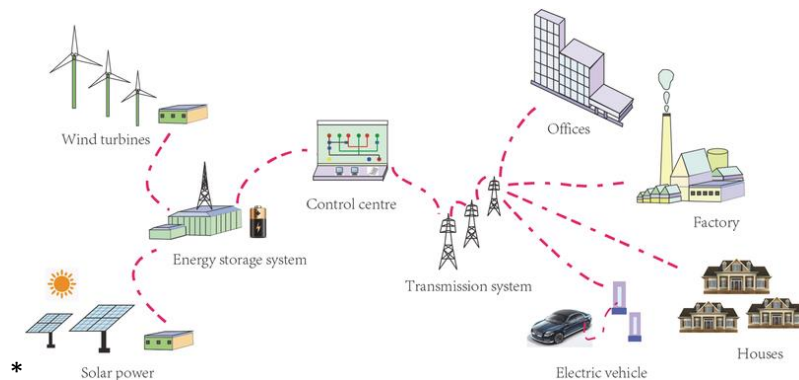 Wind turbines
Offices
Control centre
Factory
Energy storage system
Transmission system
Houses
Solar power
Electric vehicle
*